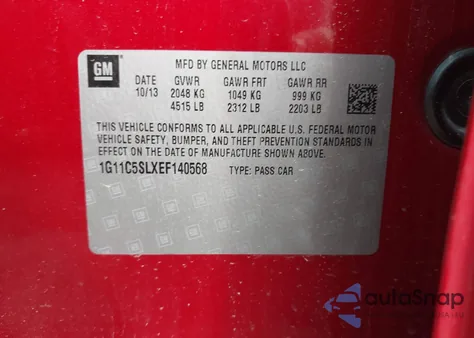 GM
MFD BY GENERAL MOTORS LLC
DATE GVWR GAWR FRT GAWR RR
10/13 2048 KG 1049 KG 999 KG
4515 LB 2312 LB 2203 LB
THIS VEHICLE CONFORMS TO ALL APPLICABLE U.S. FEDERAL MOTOR
VEHICLE SAFETY, BUMPER, AND THEFT PREVENTION STANDARDS IN
EFFECT ON THE DATE OF MANUFACTURE SHOWN ABOVE.
1G11C5SLXEF140568 TYPE: PASS CAR
autoSnap